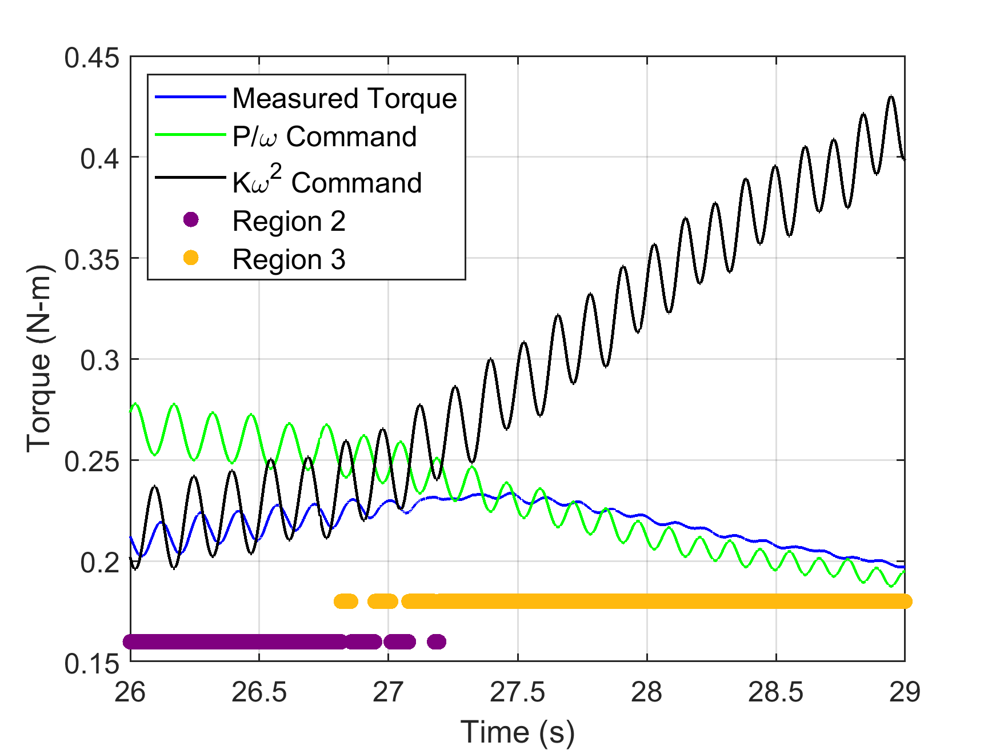 0.45
0.4
0.35
0.3
0.25
0.2
0.15
Torque (N-m)
Measured Torque
P/ω Command
Kω² Command
Region 2
Region 3
26 26.5 27 27.5 28 28.5 29
Time (s)